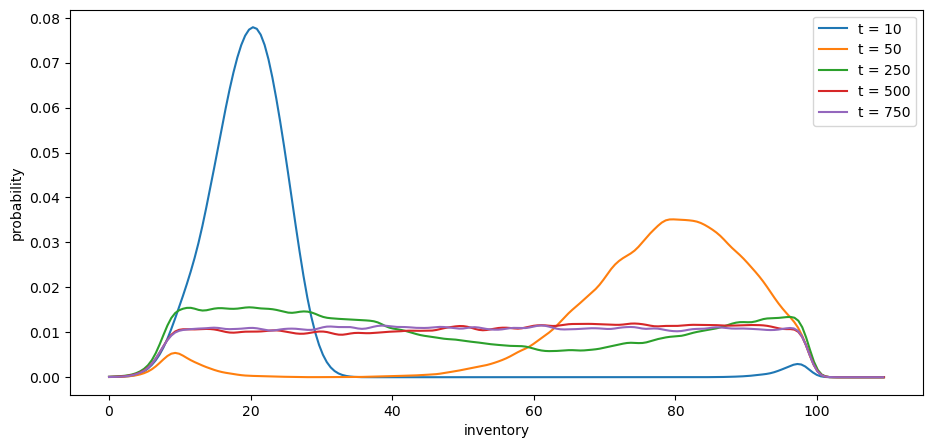 0.08
0.07
0.06
0.05
0.04
0.03
0.02
0.01
0.00
probability
0 20 40 60 80 100
inventory
t = 10
t = 50
t = 250
t = 500
t = 750